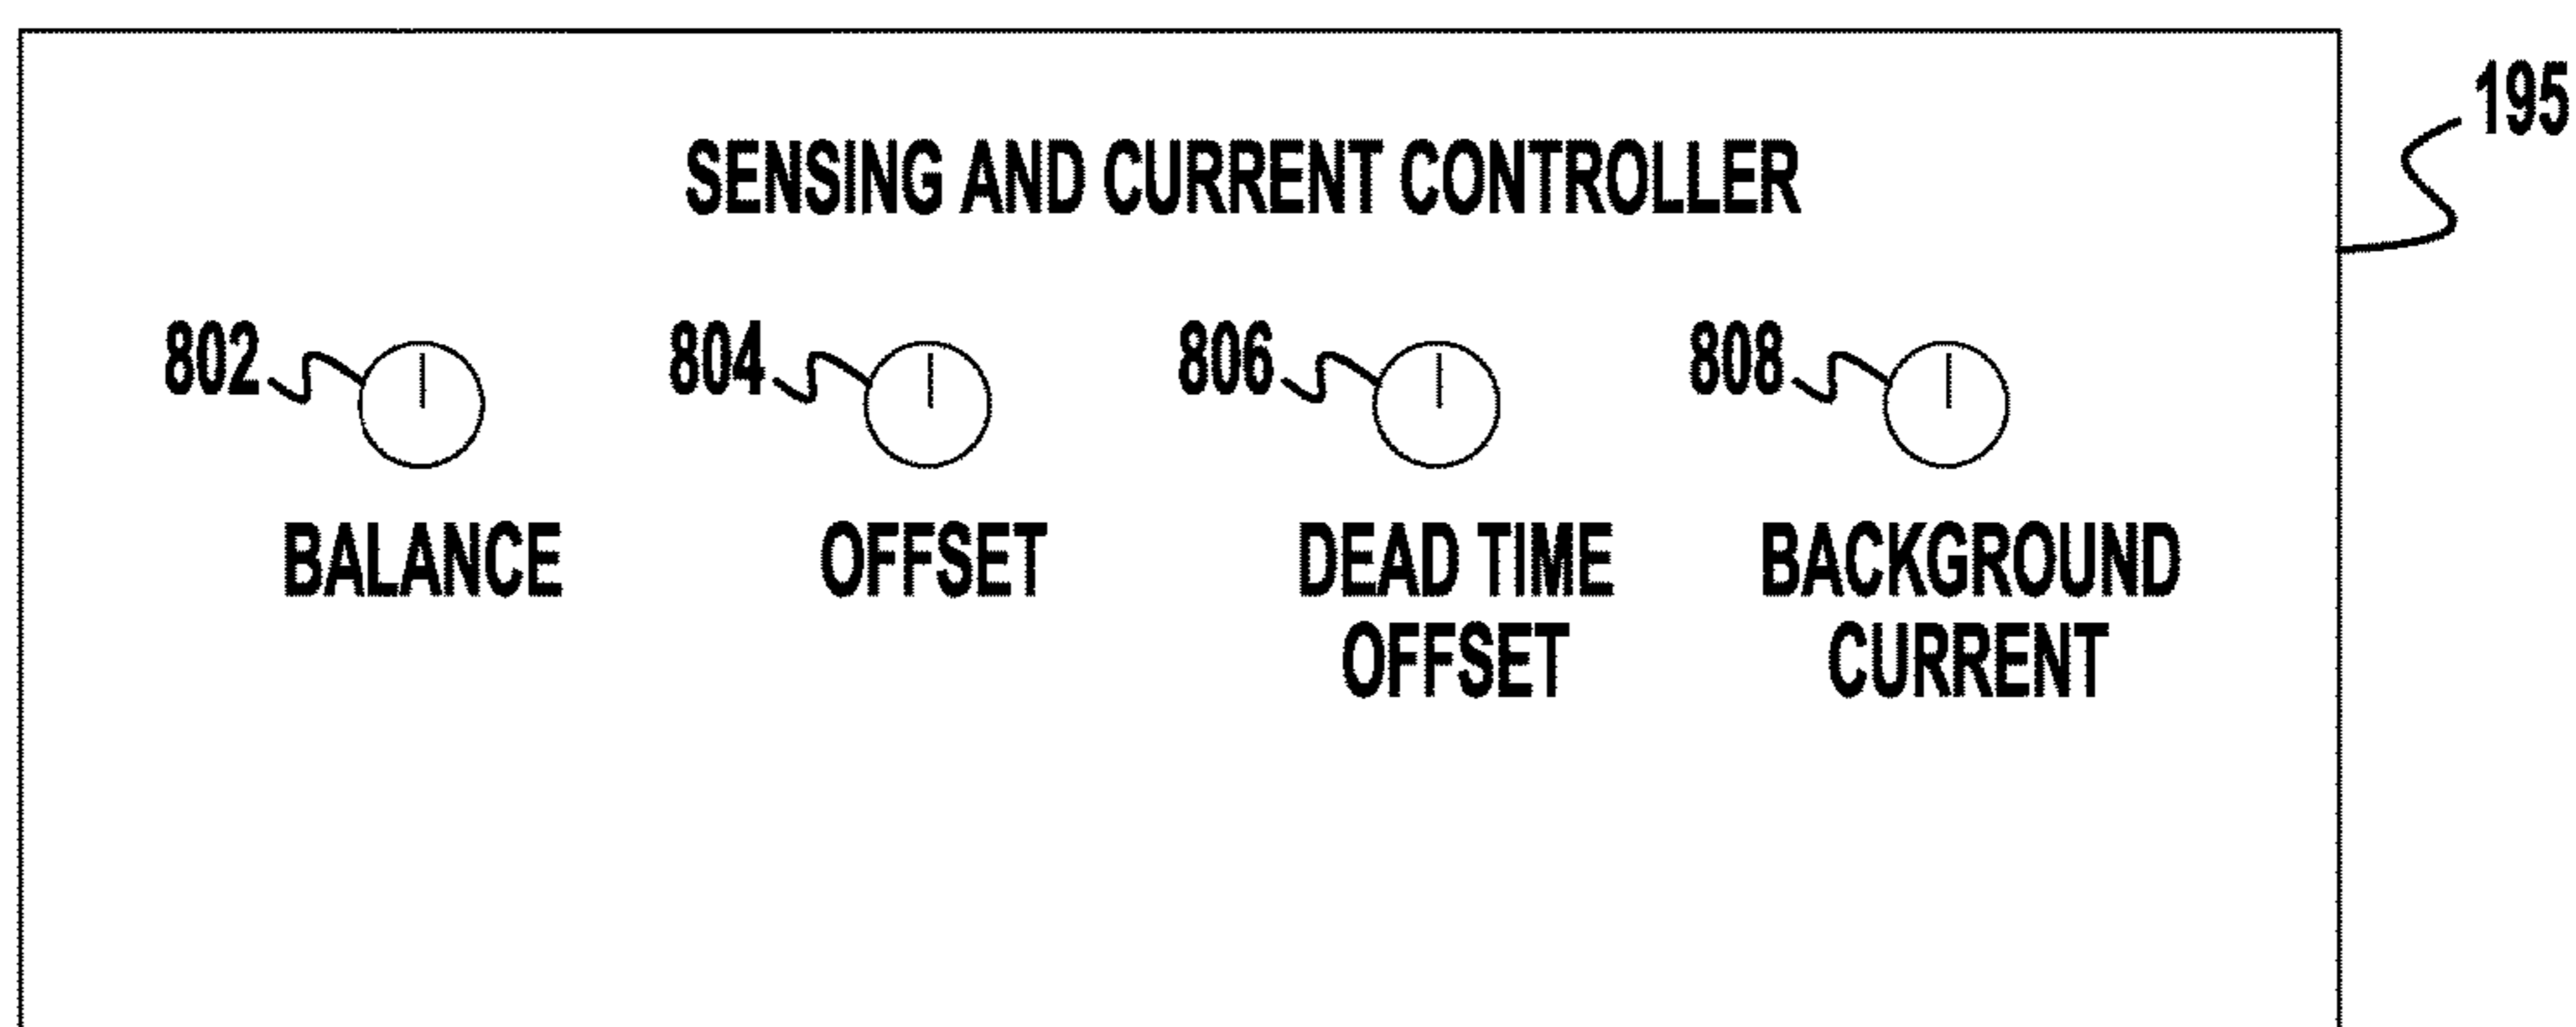 195
SENSING AND CURRENT CONTROLLER
802
804
806
808
BALANCE
OFFSET
DEAD TIME
OFFSET
BACKGROUND
CURRENT